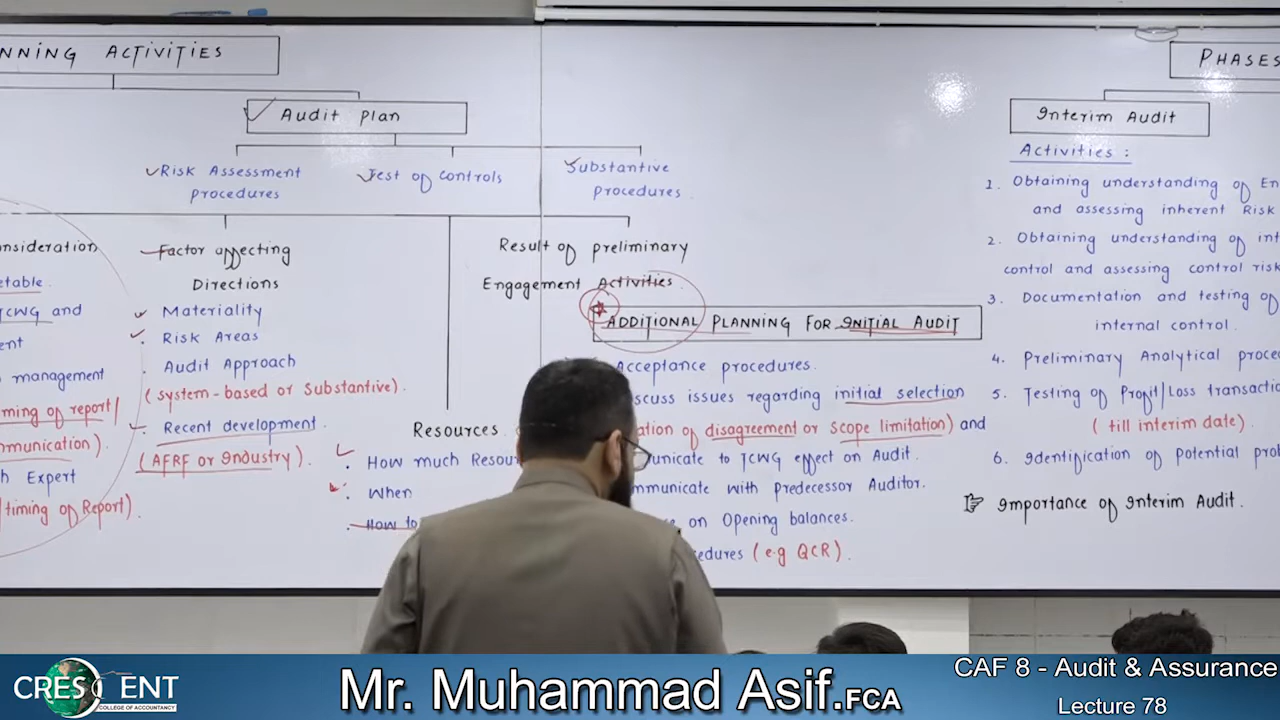 NNING ACTIVITIES
Audit plan
Risk Assessment
procedures
Test of controls
Substantive
procedures.
onsideration
etable.
TCWG and
ent
management
ming of report/
mmunication).
h Expert
/timing of Report).
Factor affecting
Directions
Materiality
Risk Areas
Audit Approach
(system-based or Substantive).
Recent development.
(AFRF or Industry).
Resources
How much Resour
When
How to
Result of preliminary
Engagement Activities.
ADDITIONAL PLANNING FOR INITIAL AUDIT
Acceptance procedures.
scuss issues regarding initial selection
ation of disagreement or scope limitation) and
unicate to TCWG effect on Audit.
mmunicate with Predecessor Auditor.
on Opening balances.
edures (e.g QCR).
PHASES
Interim Audit
Activities:
1. Obtaining understanding of En
and assessing inherent Risk
2. Obtaining understanding of int
control and assessing control risk
3. Documentation and testing of
internal control.
4. Preliminary Analytical proce
5. Testing of Profit/Loss transactio
(till interim date).
6. Identification of potential prob
☞ Importance of Interim Audit.
CRESCENT
COLLEGE OF ACCOUNTANCY
Mr. Muhammad Asif.FCA
CAF 8 - Audit & Assurance
Lecture 78